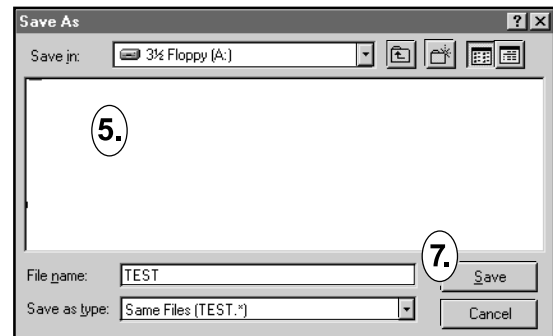 Save As
Save in: 3½ Floppy (A:)
5.
7.
File name: TEST Save
Save as type: Same Files (TEST.*) Cancel